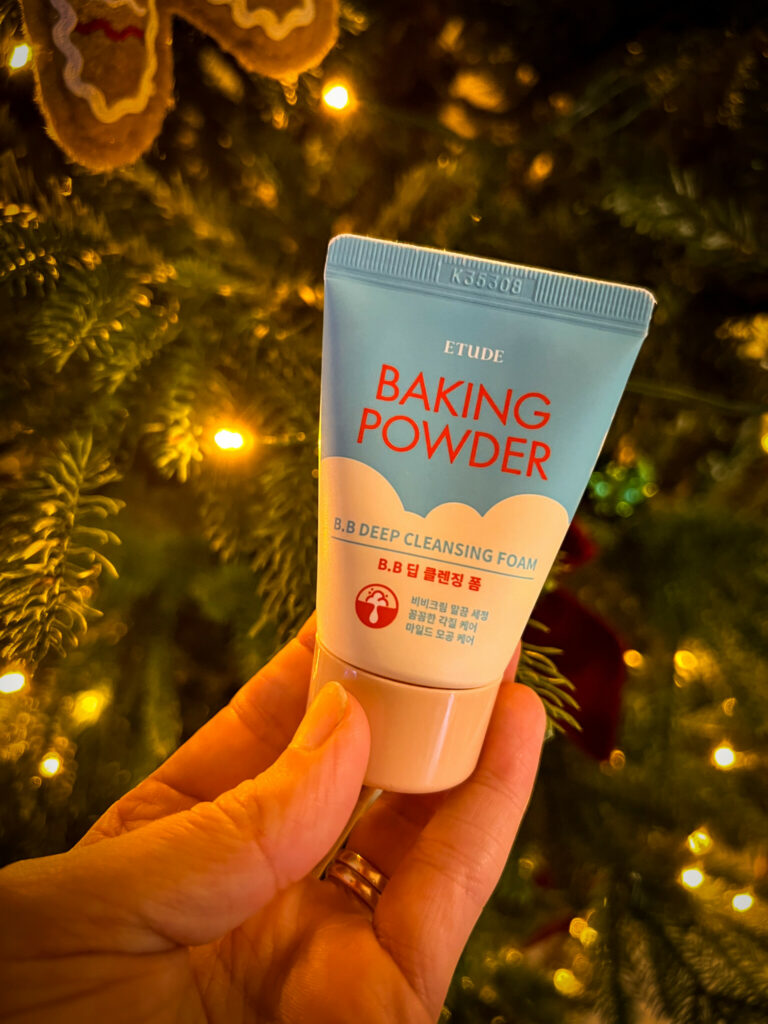 K35308
ETUDE
BAKING
POWDER
B.B DEEP CLEANSING FOAM
B.B 딥 클렌징 폼
비비크림 말끔 세정
꼼꼼한 각질 케어
마일드 모공 케어